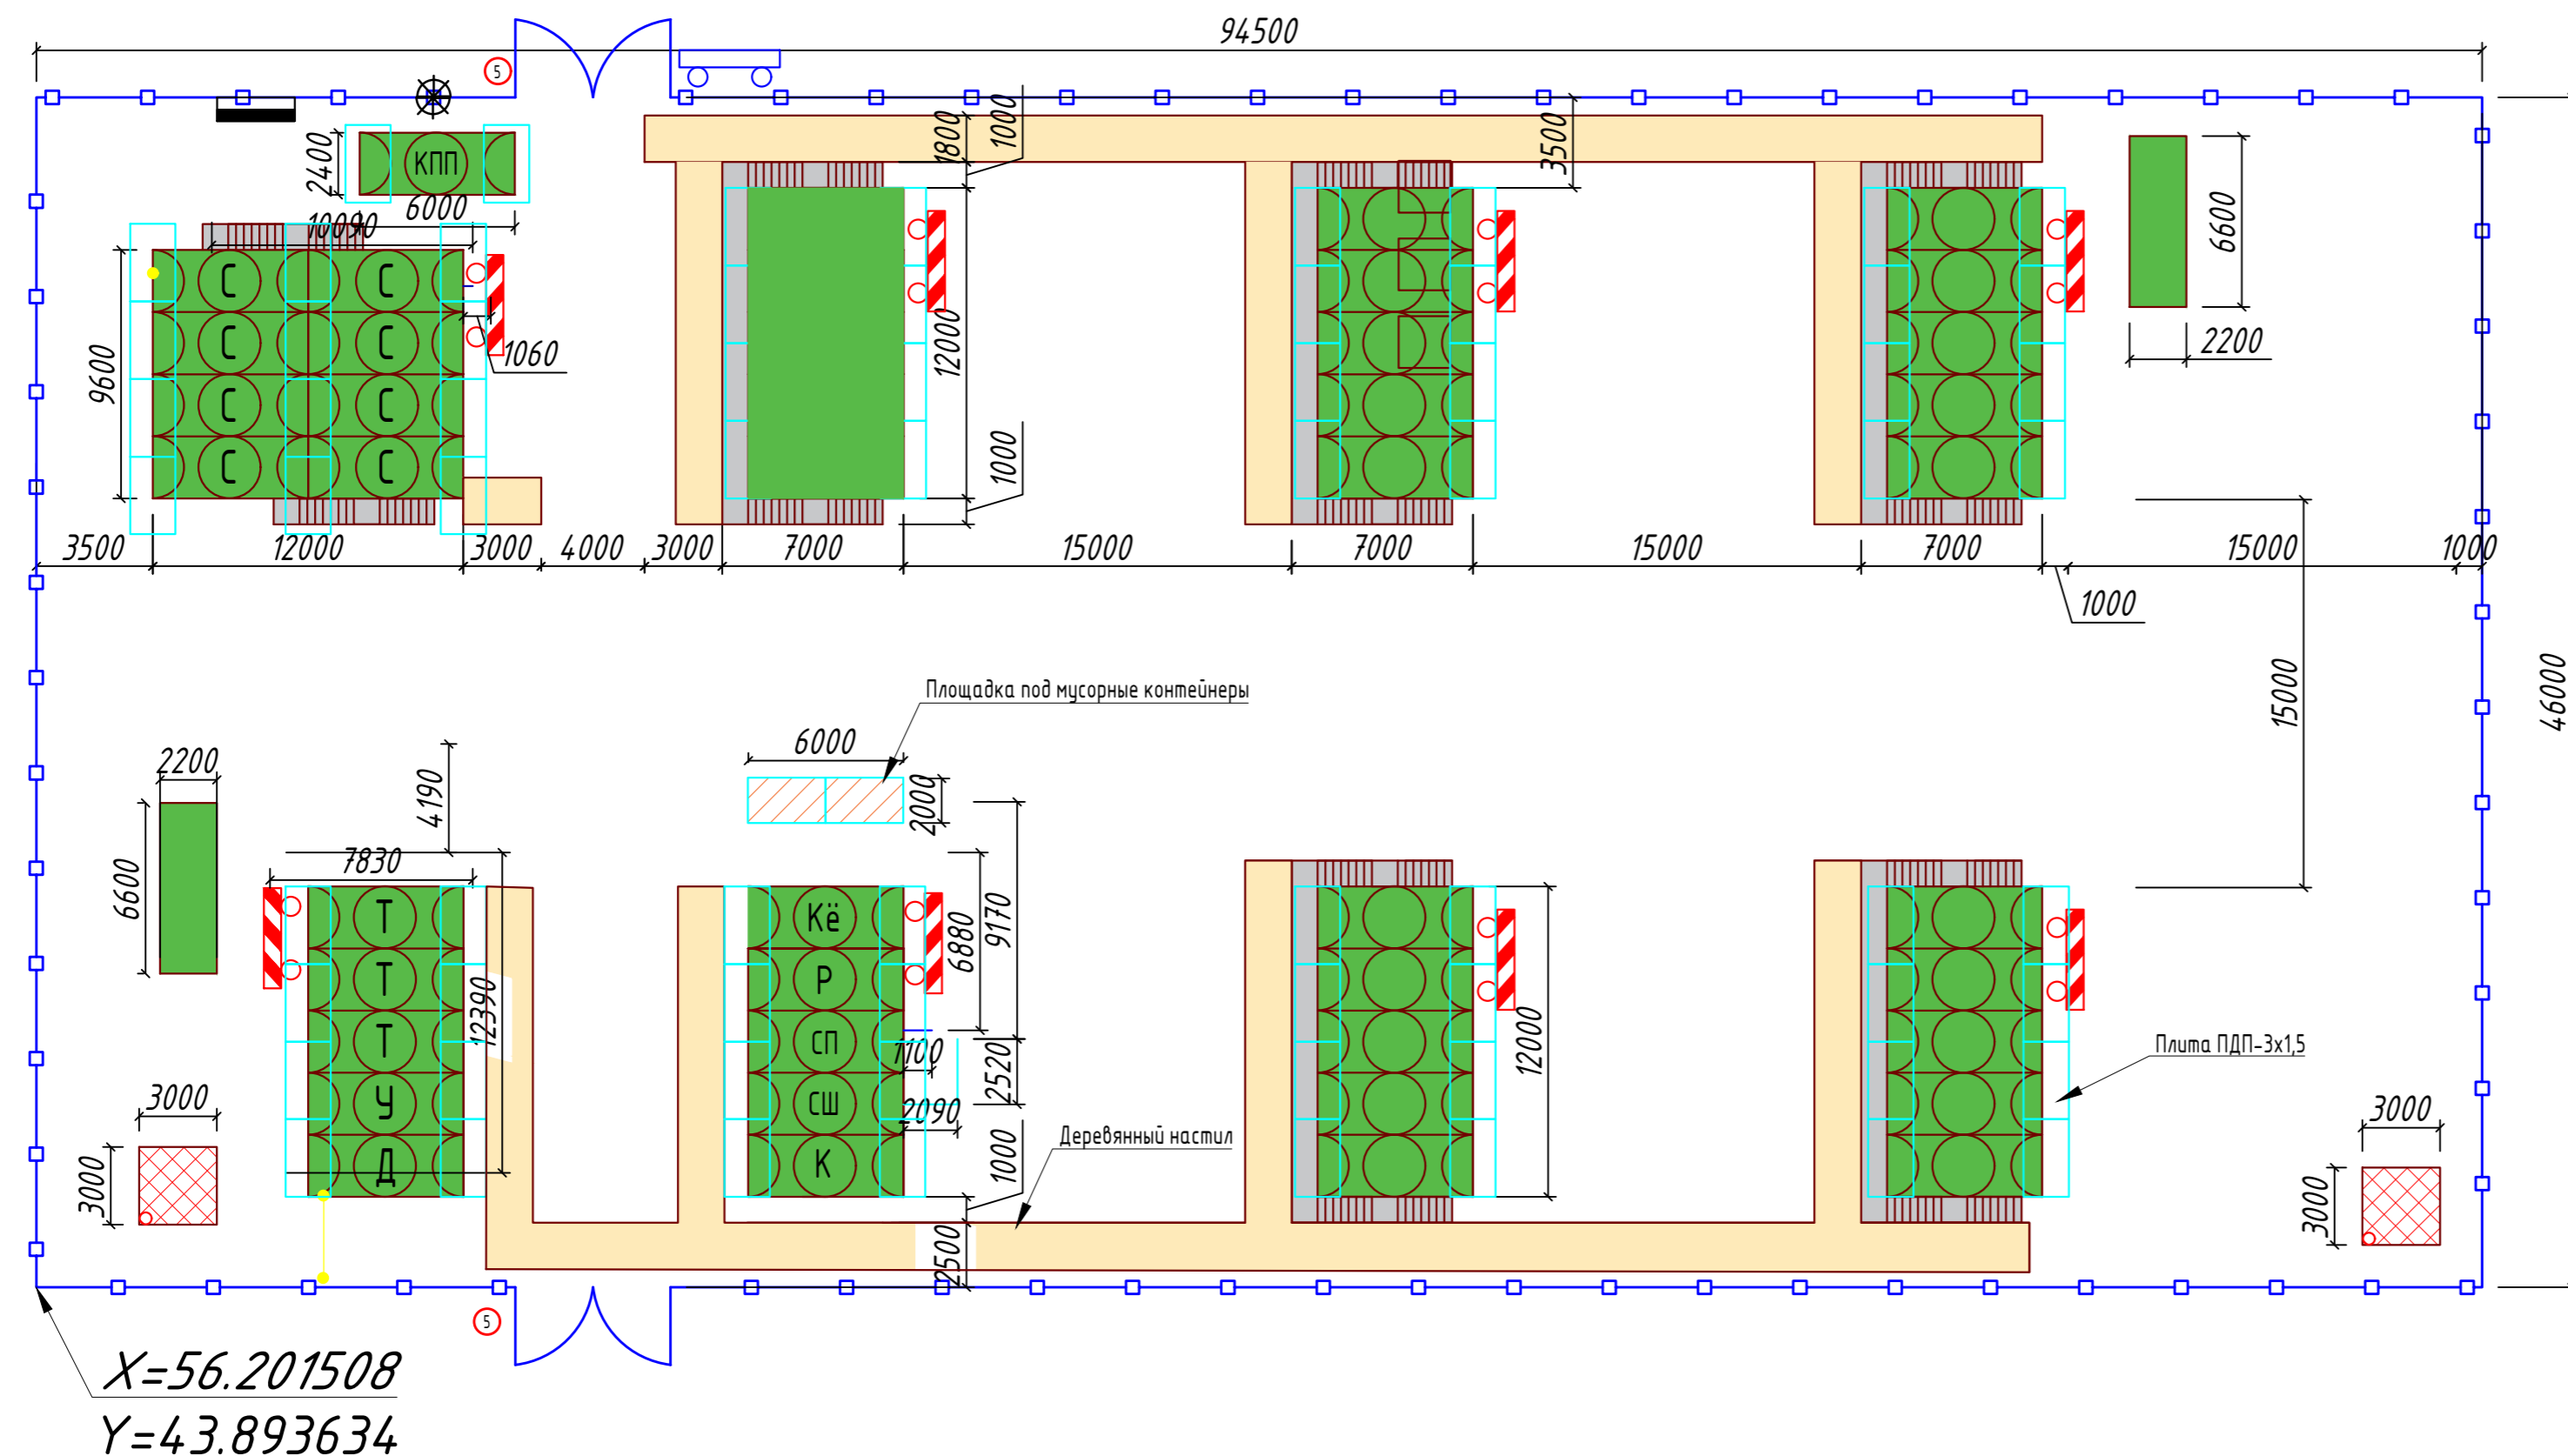 94500
5
1000
1800
3500
КПП
2400
6000
10090
6600
2200
9600
С С
С С
С С
С С
1060
12000
1000
3500 12000 3000 4000 3000 7000 15000 7000 15000 7000 15000 1000
1000
15000
46000
Площадка под мусорные контейнеры
6000
2000
2200
4190
6600
7830
12390
Т
Т
Т
У
Д
Кё
Р
СП
СШ
К
9170
6880
1100
2520
2090
1000
2500
12000
Деревянный настил
Плита ПДП-3х1,5
3000
3000
3000
3000
5
X=56.201508
Y=43.893634